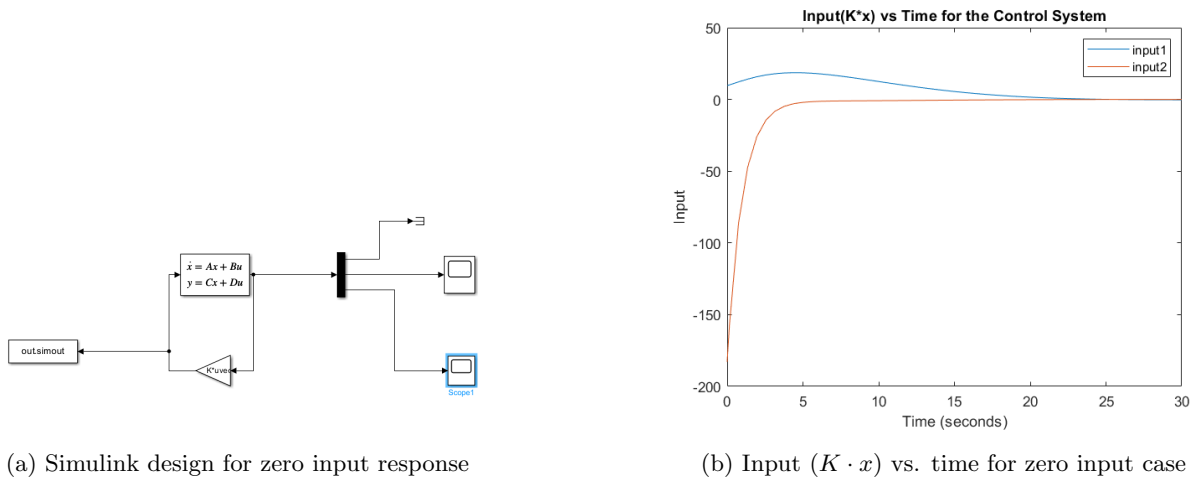 ẋ = Ax + Bu
y = Cx + Du
out.simout
K*uvec
Scope1
(a) Simulink design for zero input response
Input(K*x) vs Time for the Control System
50
0
-50
-100
-150
-200
Input
0 5 10 15 20 25 30
Time (seconds)
input1
input2
(b) Input (K · x) vs. time for zero input case